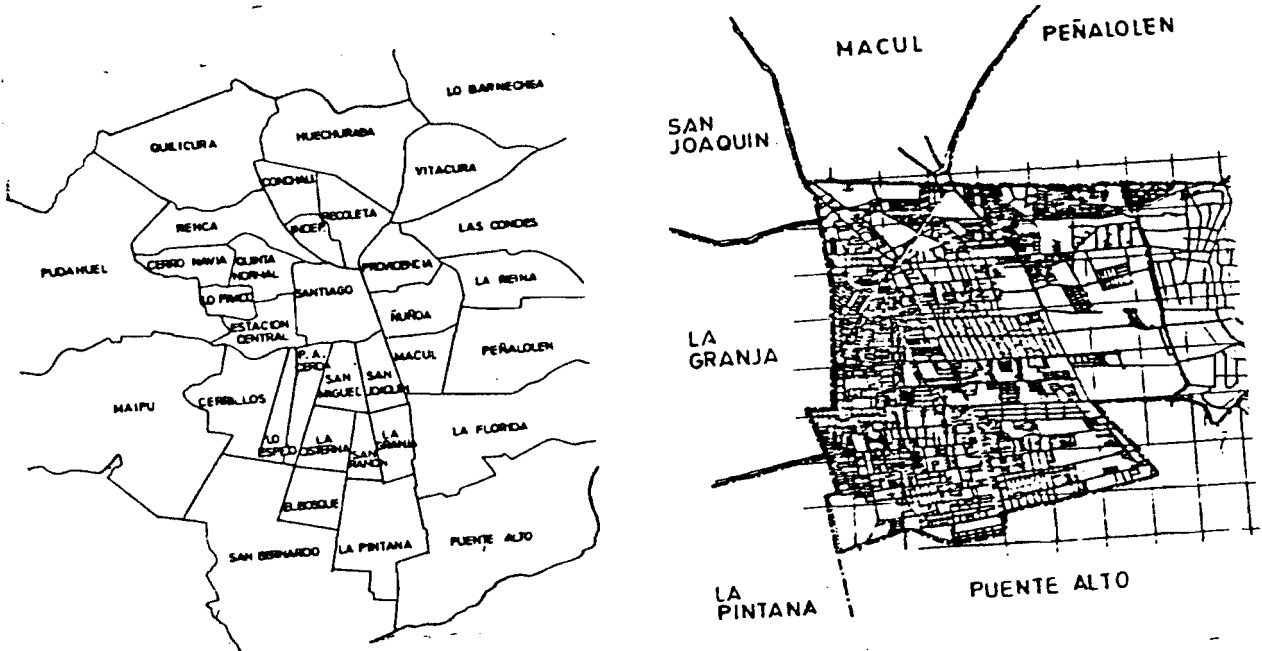 LO BARNECHEA
QUILICURA
HUECHURABA
VITACURA
CONCHALI
RECOLETA
RENCA
INDEP.
LAS CONDES
PUDAHUEL
CERRO NAVIA
QUINTA
NORMAL
PROVIDENCIA
LA REINA
LO PRADO
SANTIAGO
ÑUÑOA
ESTACION
CENTRAL
P. A.
CERDA
MACUL
PEÑALOLEN
SAN
MIGUEL
SAN
JOAQUIN
MAIPU
CERRILLOS
LO
ESPEJO
LA
CISTERNA
LA
GRANJA
SAN
RAMON
LA FLORIDA
EL BOSQUE
SAN BERNARDO
LA PINTANA
PUENTE ALTO
MACUL
PEÑALOLEN
SAN
JOAQUIN
LA
GRANJA
LA
PINTANA
PUENTE ALTO